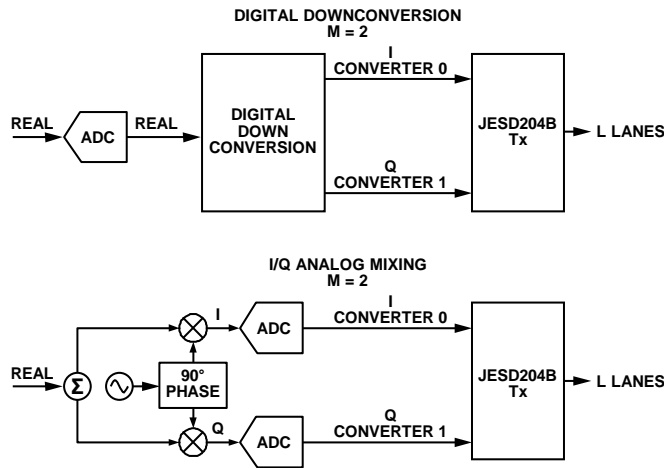 DIGITAL DOWNCONVERSION
M = 2
I
CONVERTER 0
REAL
ADC
REAL
DIGITAL
DOWN
CONVERSION
JESD204B
Tx
L LANES
Q
CONVERTER 1
I/Q ANALOG MIXING
M = 2
I
ADC
I
CONVERTER 0
REAL
Σ
90°
PHASE
JESD204B
Tx
L LANES
Q
ADC
Q
CONVERTER 1